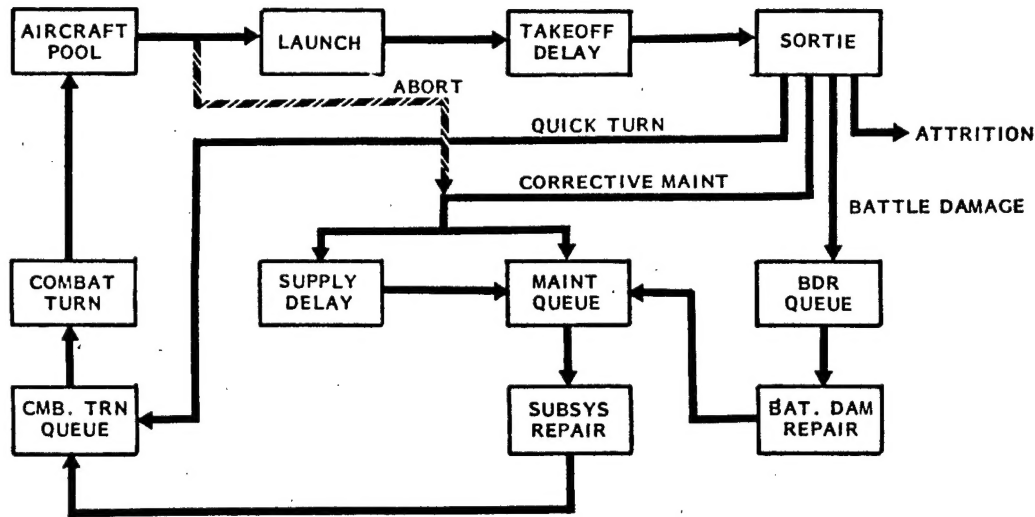 AIRCRAFT
POOL
LAUNCH
TAKEOFF
DELAY
SORTIE
ABORT
QUICK TURN
ATTRITION
CORRECTIVE MAINT
BATTLE DAMAGE
COMBAT
TURN
SUPPLY
DELAY
MAINT
QUEUE
BDR
QUEUE
CMB. TRN
QUEUE
SUBSYS
REPAIR
BAT. DAM
REPAIR